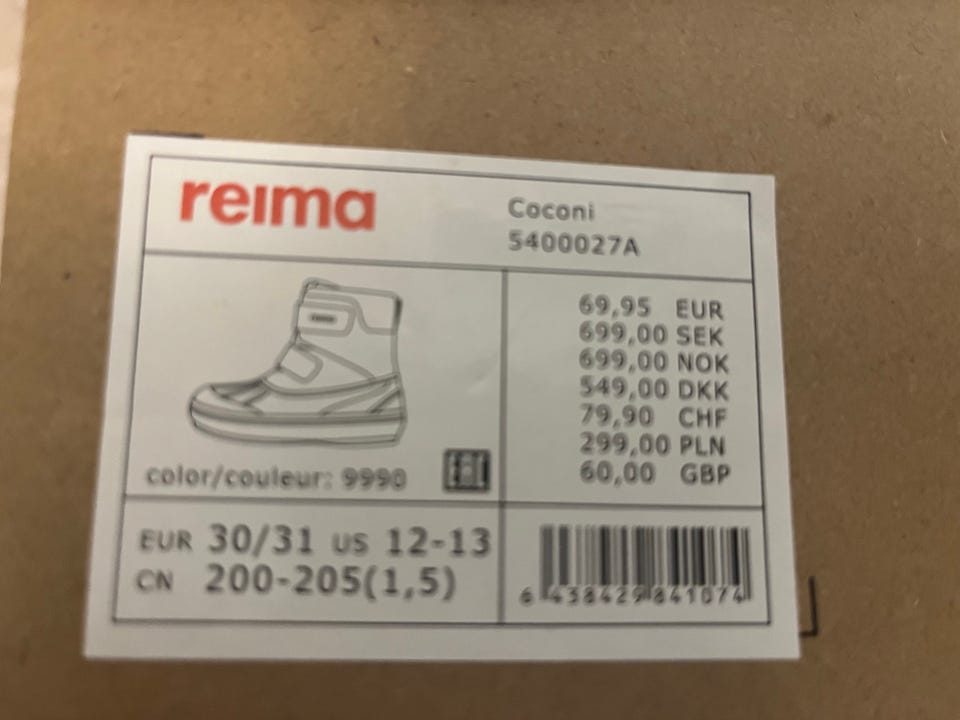 reima
Coconi
5400027A
69,95 EUR
699,00 SEK
699,00 NOK
549,00 DKK
79,90 CHF
299,00 PLN
60,00 GBP
color/couleur: 9990
EUR 30/31 US 12-13
CN 200-205(1,5)
6 438429 841074